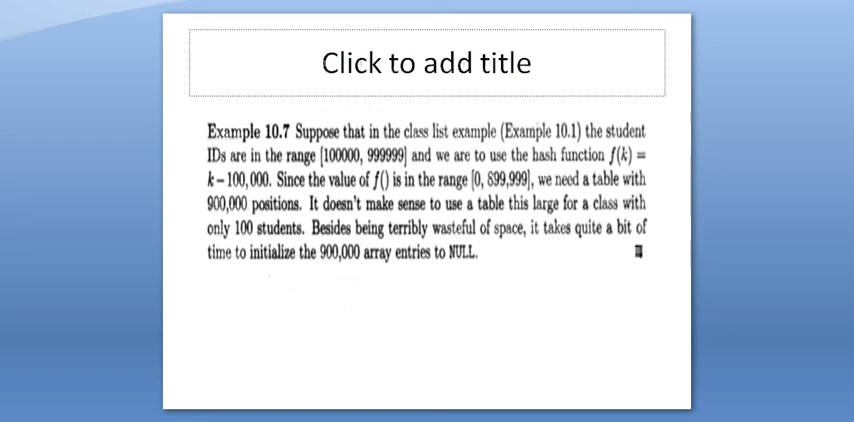 Click to add title
Example 10.7 Suppose that in the class list example (Example 10.1) the student
IDs are in the range [100000, 999999] and we are to use the hash function f(k) =
k – 100,000. Since the value of f() is in the range [0, 899,999], we need a table with
900,000 positions. It doesn't make sense to use a table this large for a class with
only 100 students. Besides being terribly wasteful of space, it takes quite a bit of
time to initialize the 900,000 array entries to NULL.